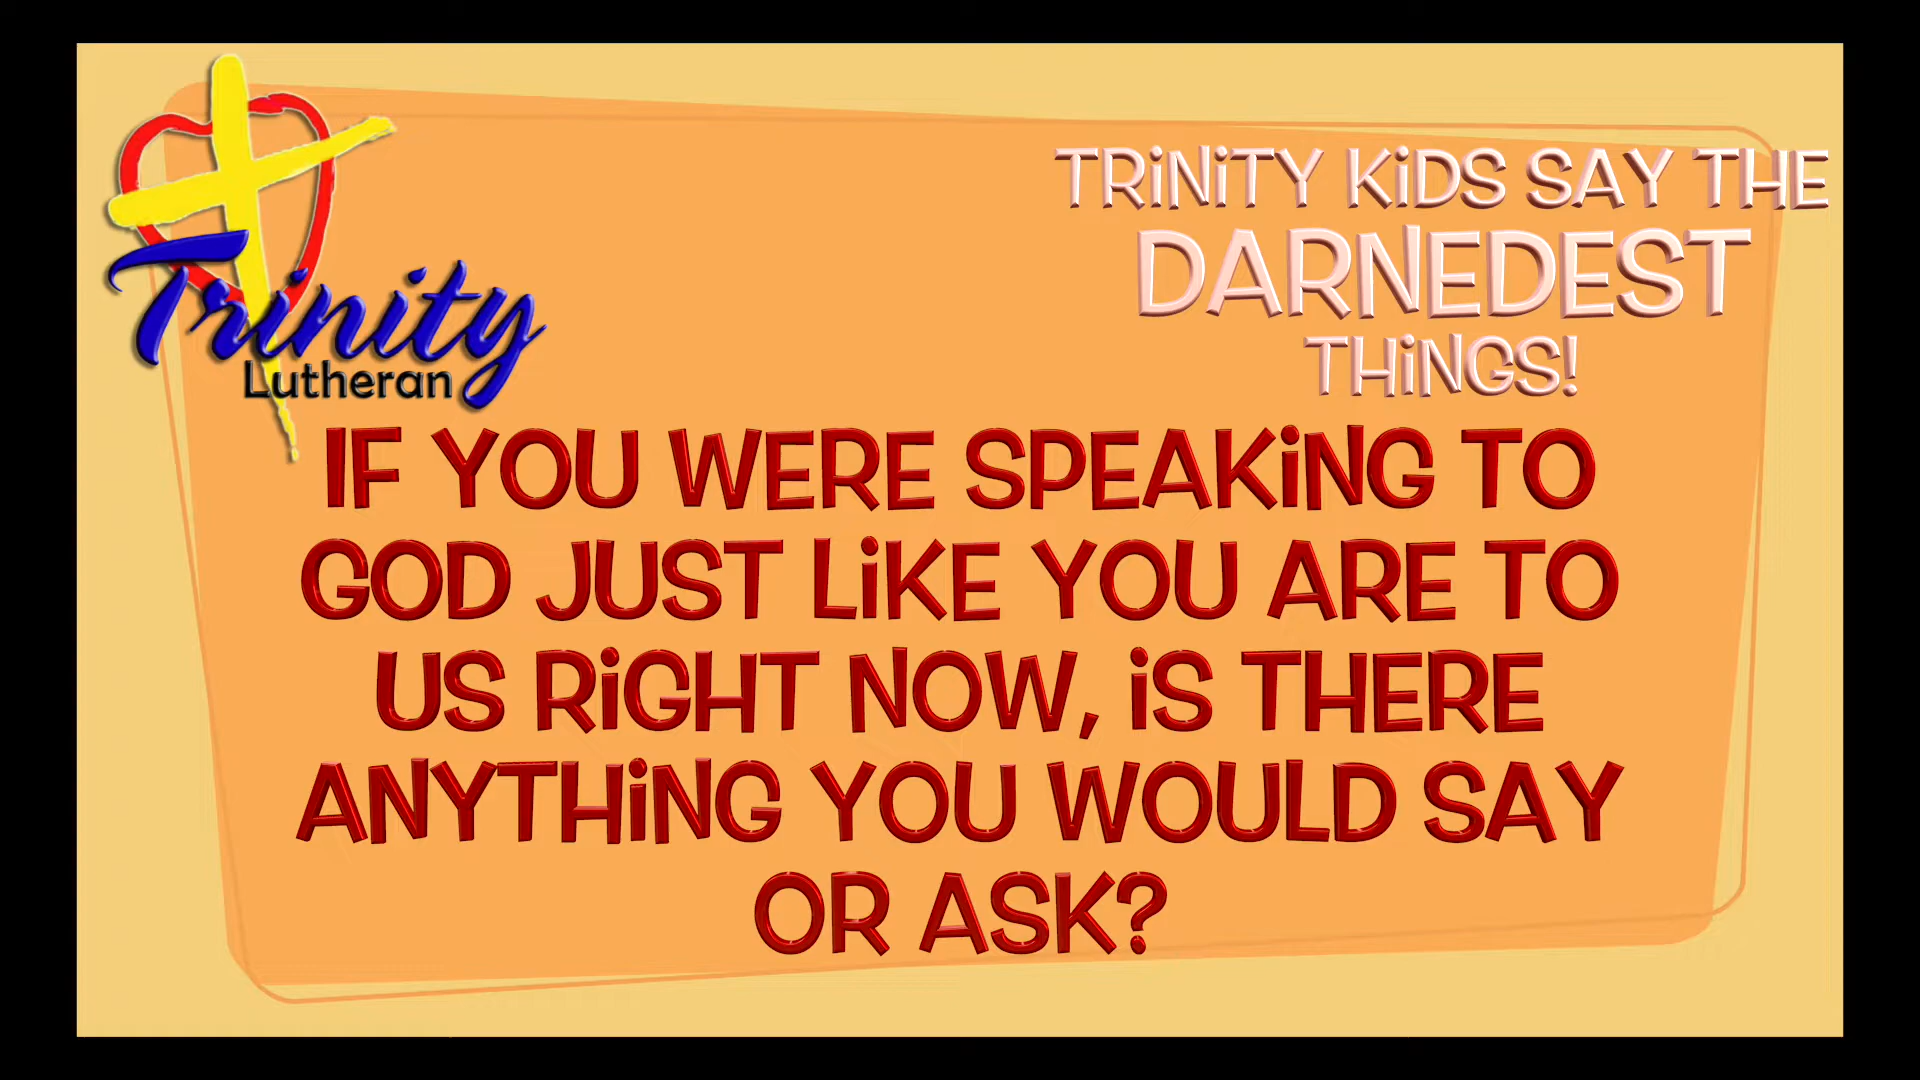 Trinity
Lutheran
TRiNiTY KiDS SAY THE
DARNEDEST
THiNGS!
IF YOU WERE SPEAKiNG TO
GOD JUST LiKE YOU ARE TO
US RiGHT NOW, iS THERE
ANYTHiNG YOU WOULD SAY
OR ASK?